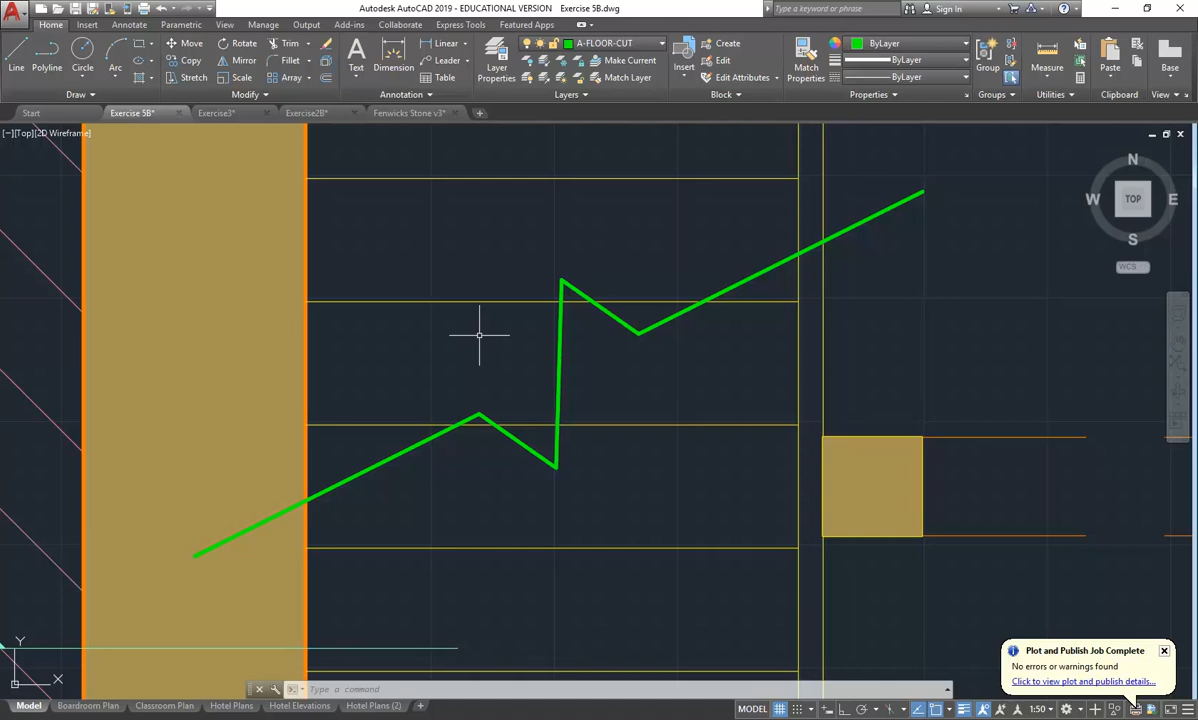 Autodesk AutoCAD 2019 - EDUCATIONAL VERSION Exercise 5B.dwg
Type a keyword or phrase
Sign In
Home Insert Annotate Parametric View Manage Output Add-ins Collaborate Express Tools Featured Apps
Line Polyline Circle Arc
Move Rotate Trim
Copy Mirror Fillet
Stretch Scale Array
Text Dimension
Linear
Leader
Table
Layer Properties
A-FLOOR-CUT
Make Current
Match Layer
Insert
Create
Edit
Edit Attributes
Match Properties
ByLayer
ByLayer
ByLayer
Group
Measure
Paste
Base
Draw Modify Annotation Layers Block Properties Groups Utilities Clipboard View
Start Exercise 5B* Exercise3* Exercise2B* Fenwicks Stone v3*
[−][Top][2D Wireframe]
N
W TOP E
S
WCS
Y
X
Plot and Publish Job Complete
No errors or warnings found
Click to view plot and publish details...
Type a command
Model Boardroom Plan Classroom Plan Hotel Plans Hotel Elevations Hotel Plans (2)
MODEL
1:50